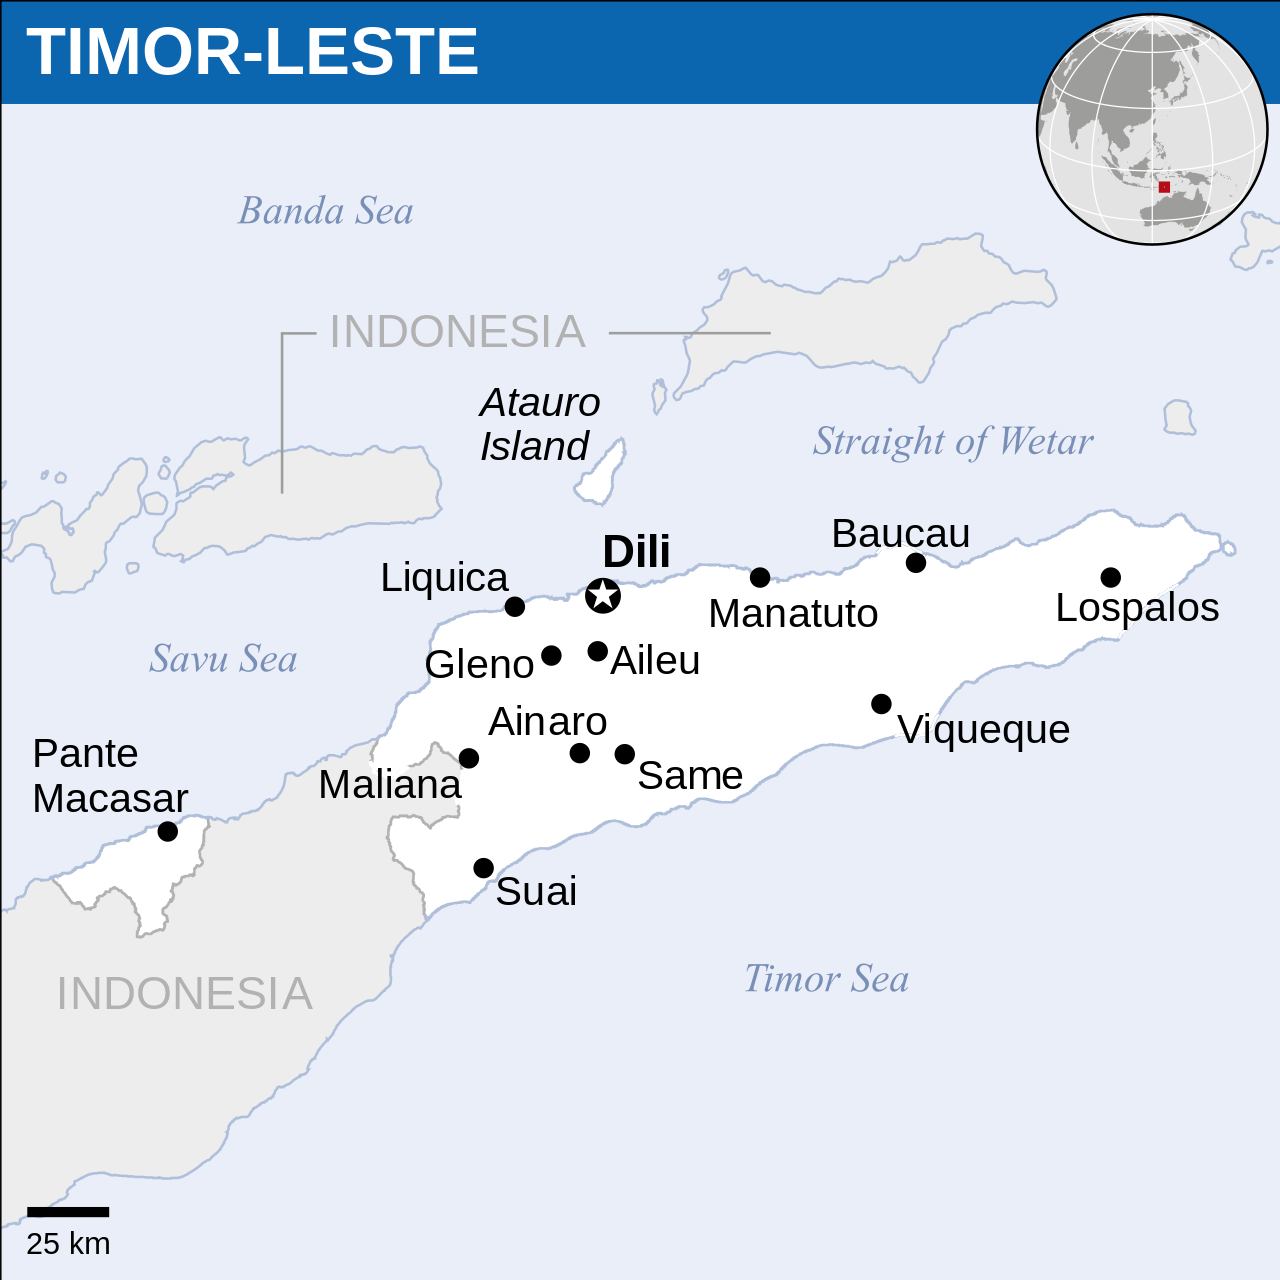 TIMOR-LESTE
Banda Sea
INDONESIA
Atauro
Island
Straight of Wetar
Dili
Baucau
Liquica
Manatuto
Lospalos
Savu Sea
Gleno
Aileu
Ainaro
Viqueque
Pante
Macasar
Maliana
Same
Suai
INDONESIA
Timor Sea
25 km